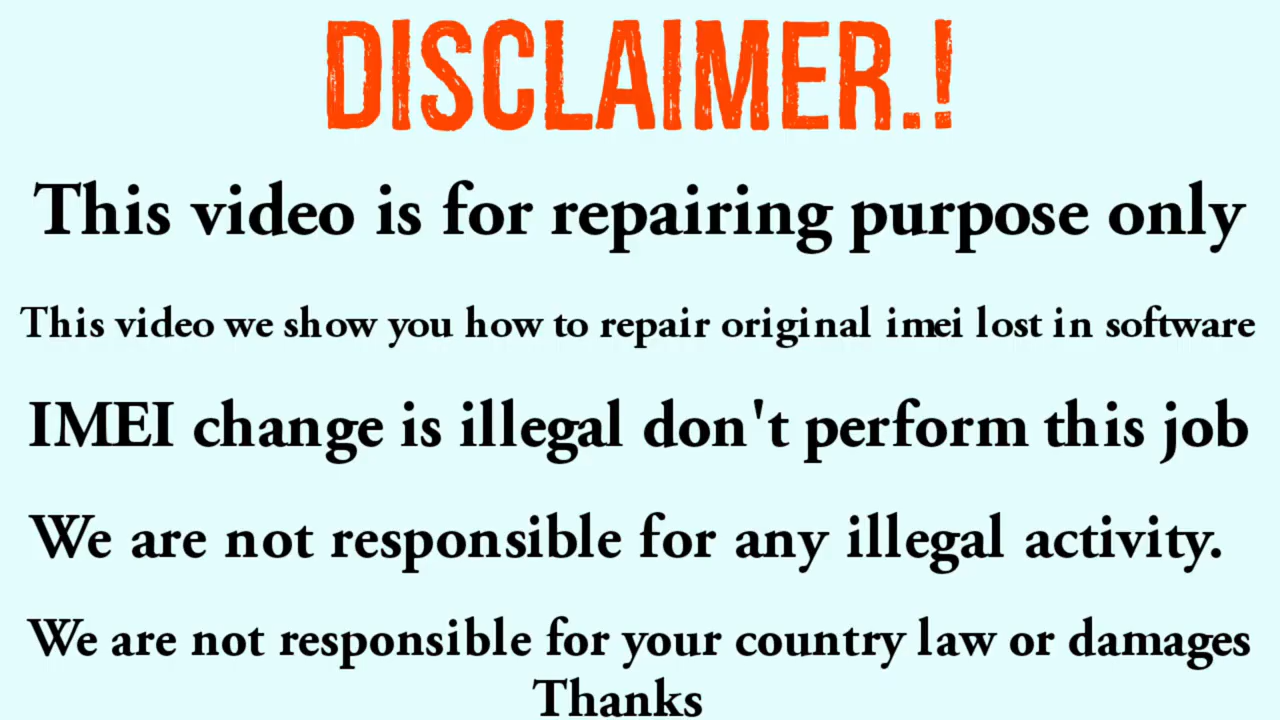 DISCLAIMER.!
This video is for repairing purpose only
This video we show you how to repair original imei lost in software
IMEI change is illegal don't perform this job
We are not responsible for any illegal activity.
We are not responsible for your country law or damages
Thanks